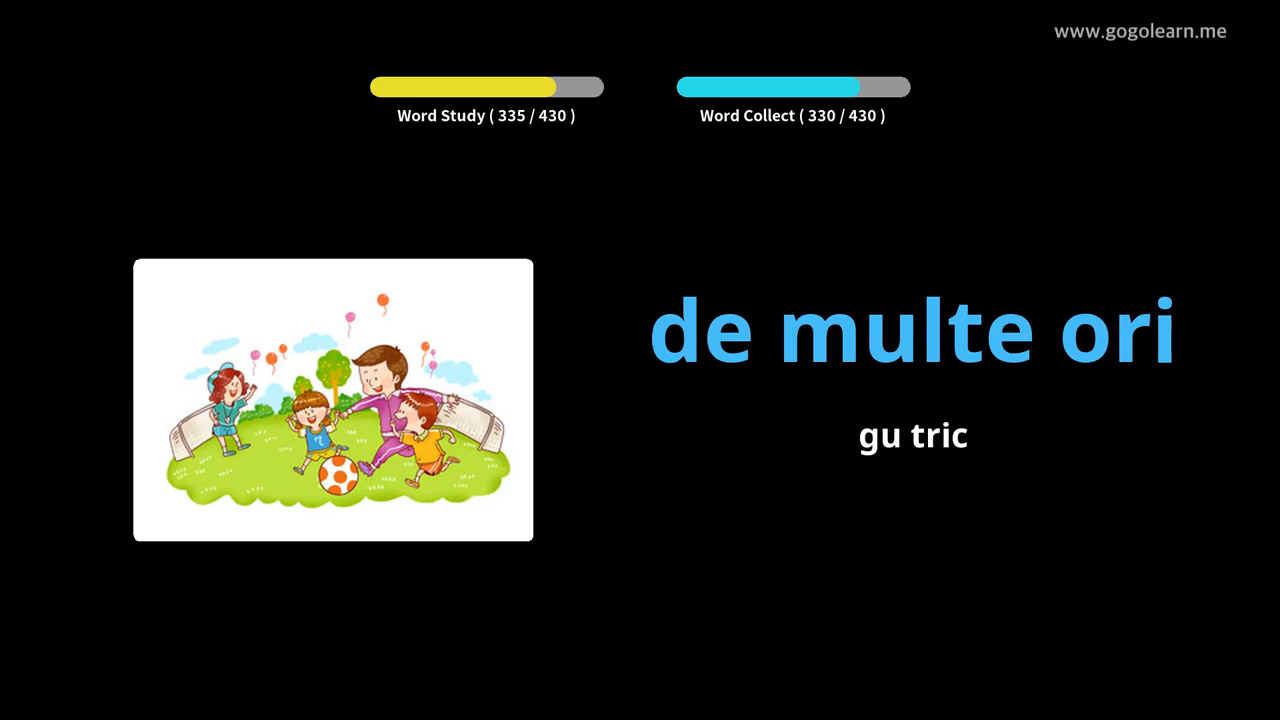 www.gogolearn.me
Word Study ( 335 / 430 )
Word Collect ( 330 / 430 )
de multe ori
gu tric